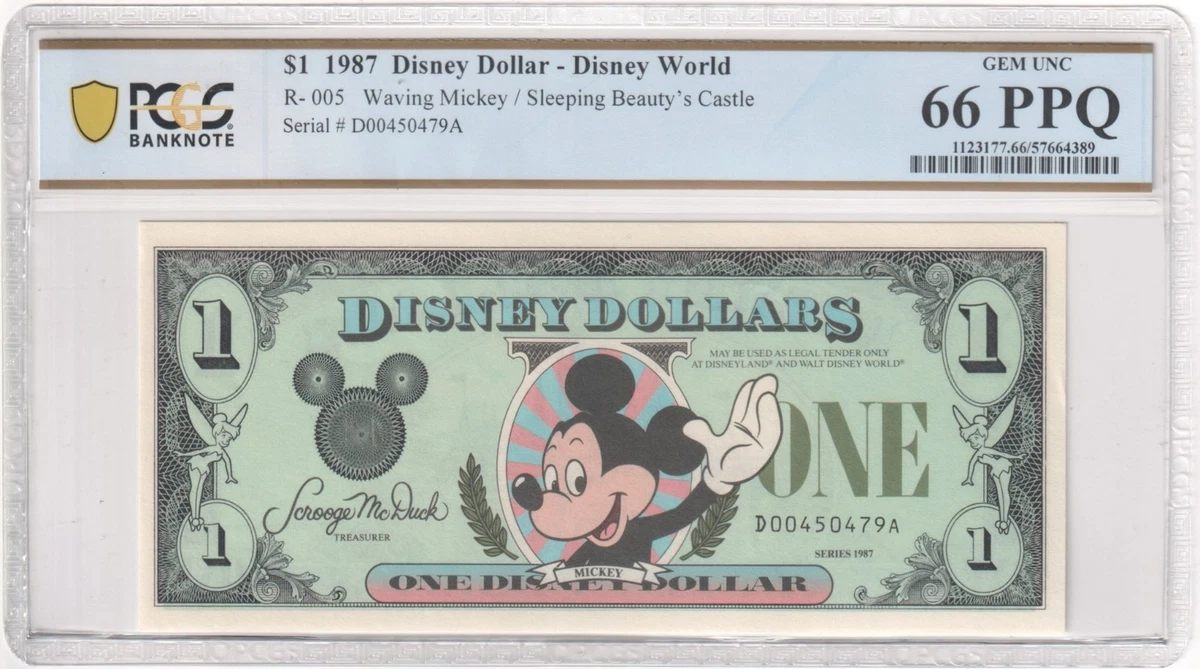 $1 1987 Disney Dollar - Disney World
R- 005 Waving Mickey / Sleeping Beauty's Castle
Serial # D00450479A
PCGS
BANKNOTE
GEM UNC
66 PPQ
1123177.66/57664389
1
DISNEY DOLLARS
1
MAY BE USED AS LEGAL TENDER ONLY
AT DISNEYLAND® AND WALT DISNEY WORLD®
ONE
Scrooge McDuck
TREASURER
D00450479A
SERIES 1987
1
1
MICKEY
ONE DISNEY DOLLAR